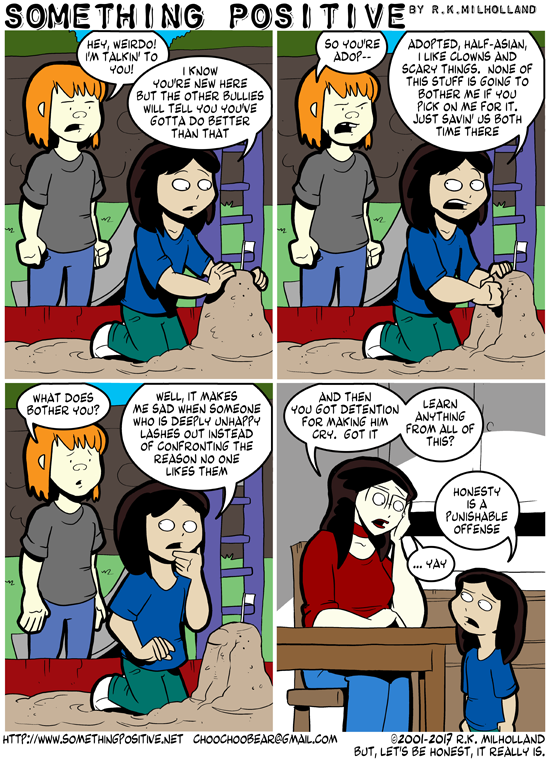 SOMETHING POSITIVE BY R.K.MILHOLLAND
HEY, WEIRDO!
I'M TALKIN' TO
YOU!
I KNOW
YOU'RE NEW HERE
BUT THE OTHER BULLIES
WILL TELL YOU YOU'VE
GOTTA DO BETTER
THAN THAT
SO YOU'RE
ADOP--
ADOPTED, HALF-ASIAN,
I LIKE CLOWNS AND
SCARY THINGS. NONE OF
THIS STUFF IS GOING TO
BOTHER ME IF YOU
PICK ON ME FOR IT.
JUST SAVIN' US BOTH
TIME THERE
WHAT DOES
BOTHER YOU?
WELL, IT MAKES
ME SAD WHEN SOMEONE
WHO IS DEEPLY UNHAPPY
LASHES OUT INSTEAD
OF CONFRONTING THE
REASON NO ONE
LIKES THEM
AND THEN
YOU GOT DETENTION
FOR MAKING HIM
CRY. GOT IT
LEARN
ANYTHING
FROM ALL OF
THIS?
HONESTY
IS A
PUNISHABLE
OFFENSE
... YAY
HTTP://WWW.SOMETHINGPOSITIVE.NET CHOOCHOOBEAR@GMAIL.COM ©2001-2017 R.K. MILHOLLAND
BUT, LET'S BE HONEST, IT REALLY IS.